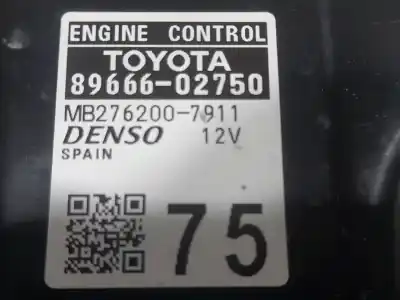 ENGINE CONTROL
TOYOTA
89666-02750
MB276200-7911
DENSO 12V
SPAIN
75